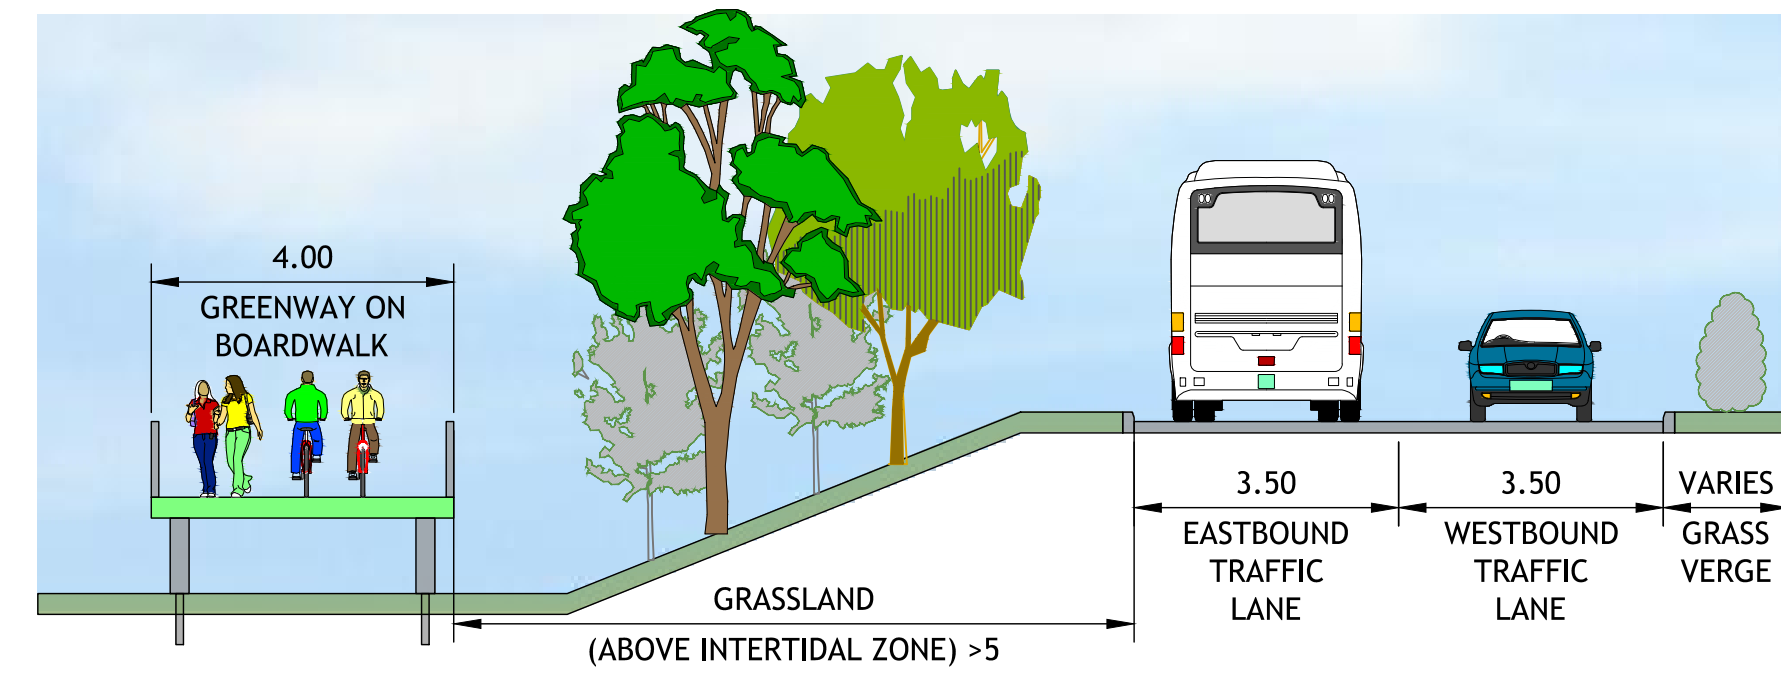 4.00
GREENWAY ON
BOARDWALK
GRASSLAND
(ABOVE INTERTIDAL ZONE) >5
3.50
EASTBOUND
TRAFFIC
LANE
3.50
WESTBOUND
TRAFFIC
LANE
VARIES
GRASS
VERGE